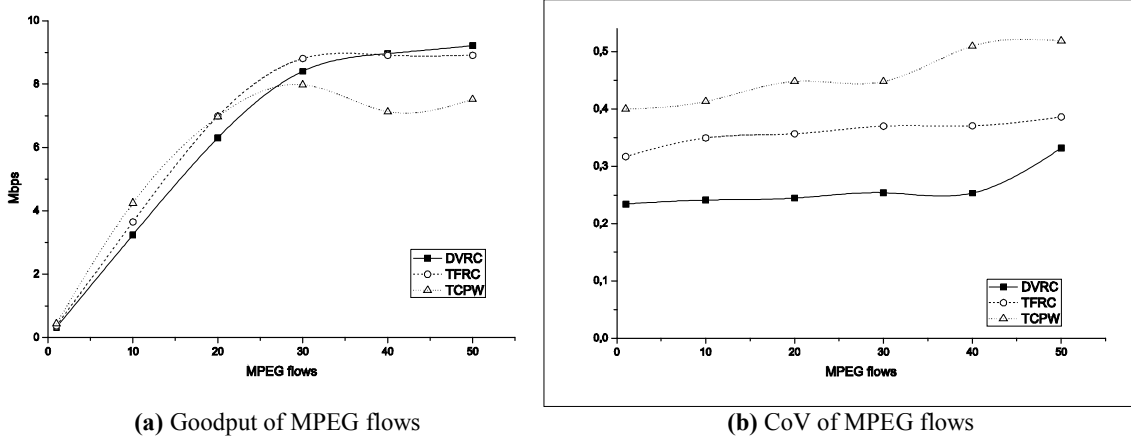 10
8
6
4
2
0
Mbps
10
20
30
40
50
MPEG flows
DVRC
TFRC
TCPW
(a) Goodput of MPEG flows
0,5
0,4
0,3
0,2
0,1
0,0
0
10
20
30
40
50
MPEG flows
DVRC
TFRC
TCPW
(b) CoV of MPEG flows